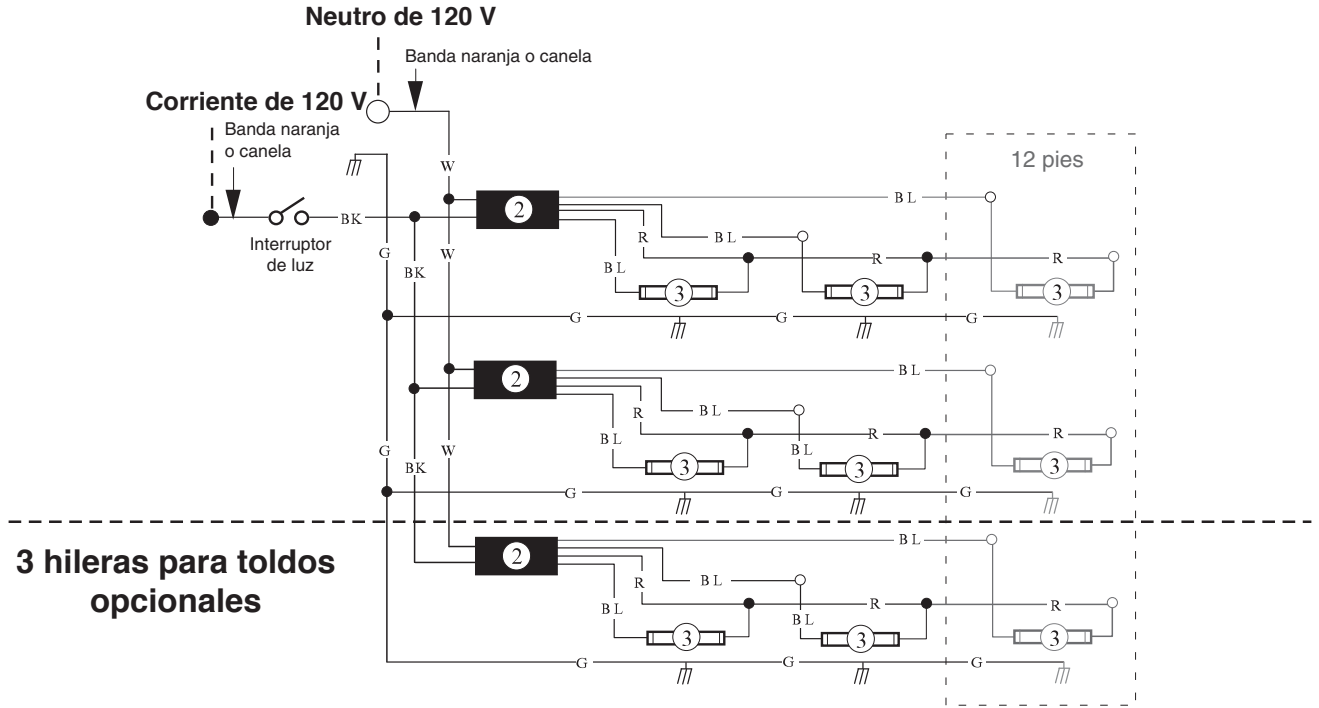 Neutro de 120 V
Banda naranja o canela
Corriente de 120 V
Banda naranja
o canela
12 pies
W
2
BL
BK
Interruptor
de luz
R
BL
G
BK
W
BL
R
R
3
3
3
G
G
G
2
BL
R
BL
G
BK
W
BL
BL
R
R
3
3
3
G
G
G
3 hileras para toldos
opcionales
2
BL
R
BL
BL
BL
R
R
3
3
3
G
G
G